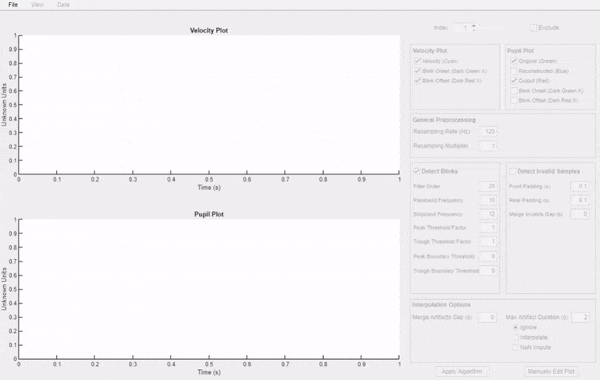 File View Data
Index 1 Exclude
Velocity Plot
1
0.9
0.8
0.7
0.6
0.5
0.4
0.3
0.2
0.1
0
Unknown Units
0 0.1 0.2 0.3 0.4 0.5 0.6 0.7 0.8 0.9 1
Time (s)
Pupil Plot
1
0.9
0.8
0.7
0.6
0.5
0.4
0.3
0.2
0.1
0
Unknown Units
0 0.1 0.2 0.3 0.4 0.5 0.6 0.7 0.8 0.9 1
Time (s)
Velocity Plot
Velocity (Cyan)
Blink Onset (Dark Green X)
Blink Offset (Dark Red X)
Pupil Plot
Original (Green)
Reconstructed (Blue)
Output (Red)
Blink Onset (Dark Green X)
Blink Offset (Dark Red X)
General Preprocessing
Resampling Rate (Hz) 120
Resampling Multiplier 1
Detect Blinks
Filter Order 20
Passband Frequency 10
Stopband Frequency 12
Peak Threshold Factor 1
Trough Threshold Factor 1
Peak Boundary Threshold 0
Trough Boundary Threshold 0
Detect Invalid Samples
Front Padding (s) 0.1
Rear Padding (s) 0.1
Merge Invalids Gap (s) 0
Interpolation Options
Merge Artifacts Gap (s) 0
Max Artifact Duration (s) 2
Ignore
Interpolate
NaN Impute
Apply Algorithm
Manually Edit Plot